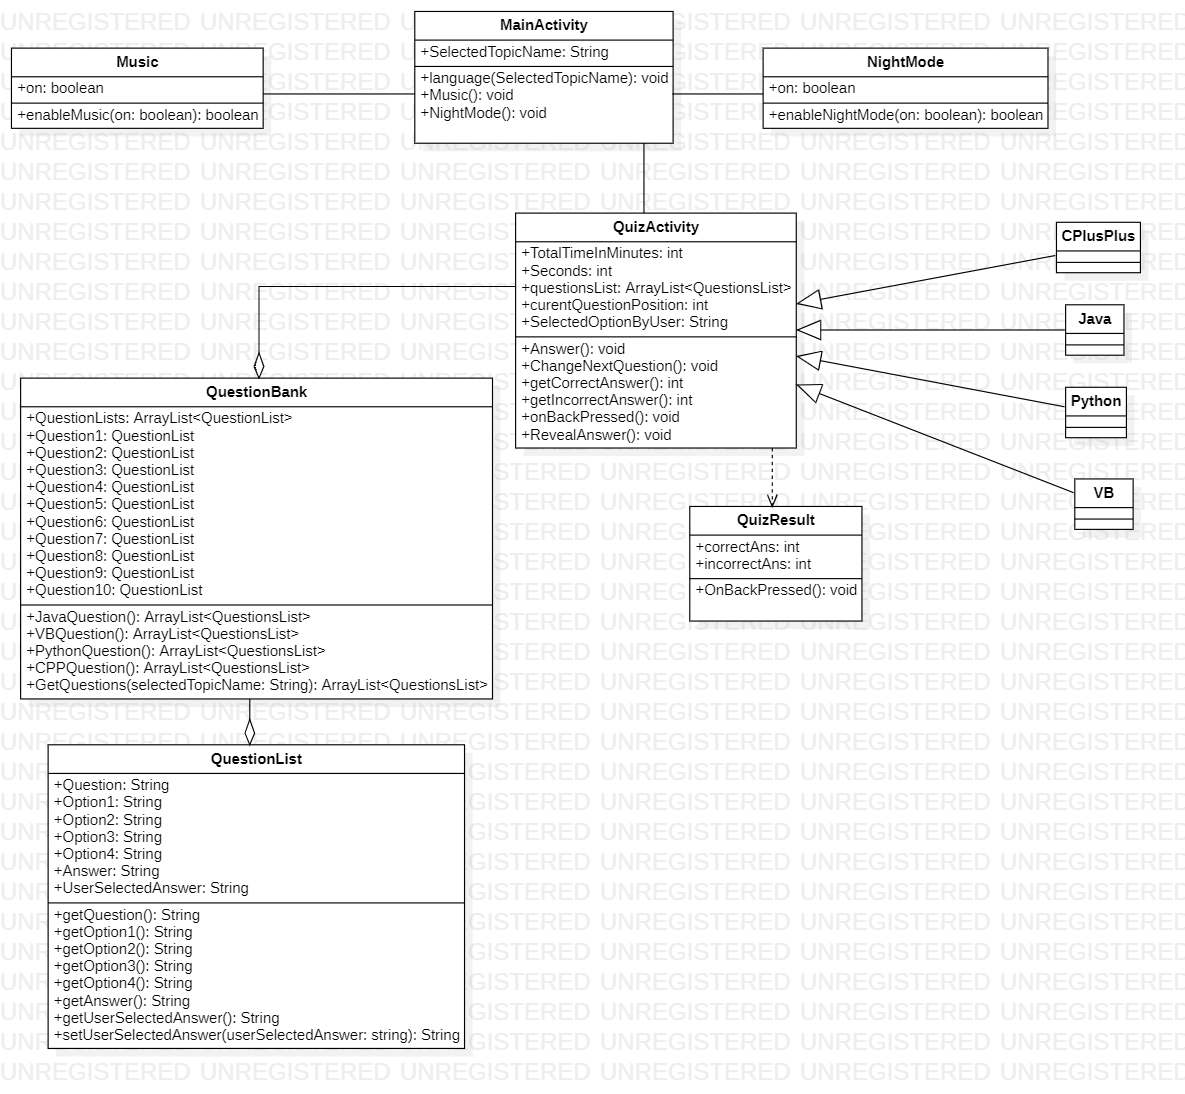 MainActivity
+SelectedTopicName: String
+language(SelectedTopicName): void
+Music(): void
+NightMode(): void
Music
+on: boolean
+enableMusic(on: boolean): boolean
NightMode
+on: boolean
+enableNightMode(on: boolean): boolean
QuizActivity
+TotalTimeInMinutes: int
+Seconds: int
+questionsList: ArrayList<QuestionsList>
+curentQuestionPosition: int
+SelectedOptionByUser: String
+Answer(): void
+ChangeNextQuestion(): void
+getCorrectAnswer(): int
+getIncorrectAnswer(): int
+onBackPressed(): void
+RevealAnswer(): void
CPlusPlus
Java
Python
VB
QuestionBank
+QuestionLists: ArrayList<QuestionList>
+Question1: QuestionList
+Question2: QuestionList
+Question3: QuestionList
+Question4: QuestionList
+Question5: QuestionList
+Question6: QuestionList
+Question7: QuestionList
+Question8: QuestionList
+Question9: QuestionList
+Question10: QuestionList
+JavaQuestion(): ArrayList<QuestionsList>
+VBQuestion(): ArrayList<QuestionsList>
+PythonQuestion(): ArrayList<QuestionsList>
+CPPQuestion(): ArrayList<QuestionsList>
+GetQuestions(selectedTopicName: String): ArrayList<QuestionsList>
QuizResult
+correctAns: int
+incorrectAns: int
+OnBackPressed(): void
QuestionList
+Question: String
+Option1: String
+Option2: String
+Option3: String
+Option4: String
+Answer: String
+UserSelectedAnswer: String
+getQuestion(): String
+getOption1(): String
+getOption2(): String
+getOption3(): String
+getOption4(): String
+getAnswer(): String
+getUserSelectedAnswer(): String
+setUserSelectedAnswer(userSelectedAnswer: string): String
UNREGISTERED UNREGISTERED UNREGISTERED UNREGISTERED UNREGISTERED UNREGISTERED